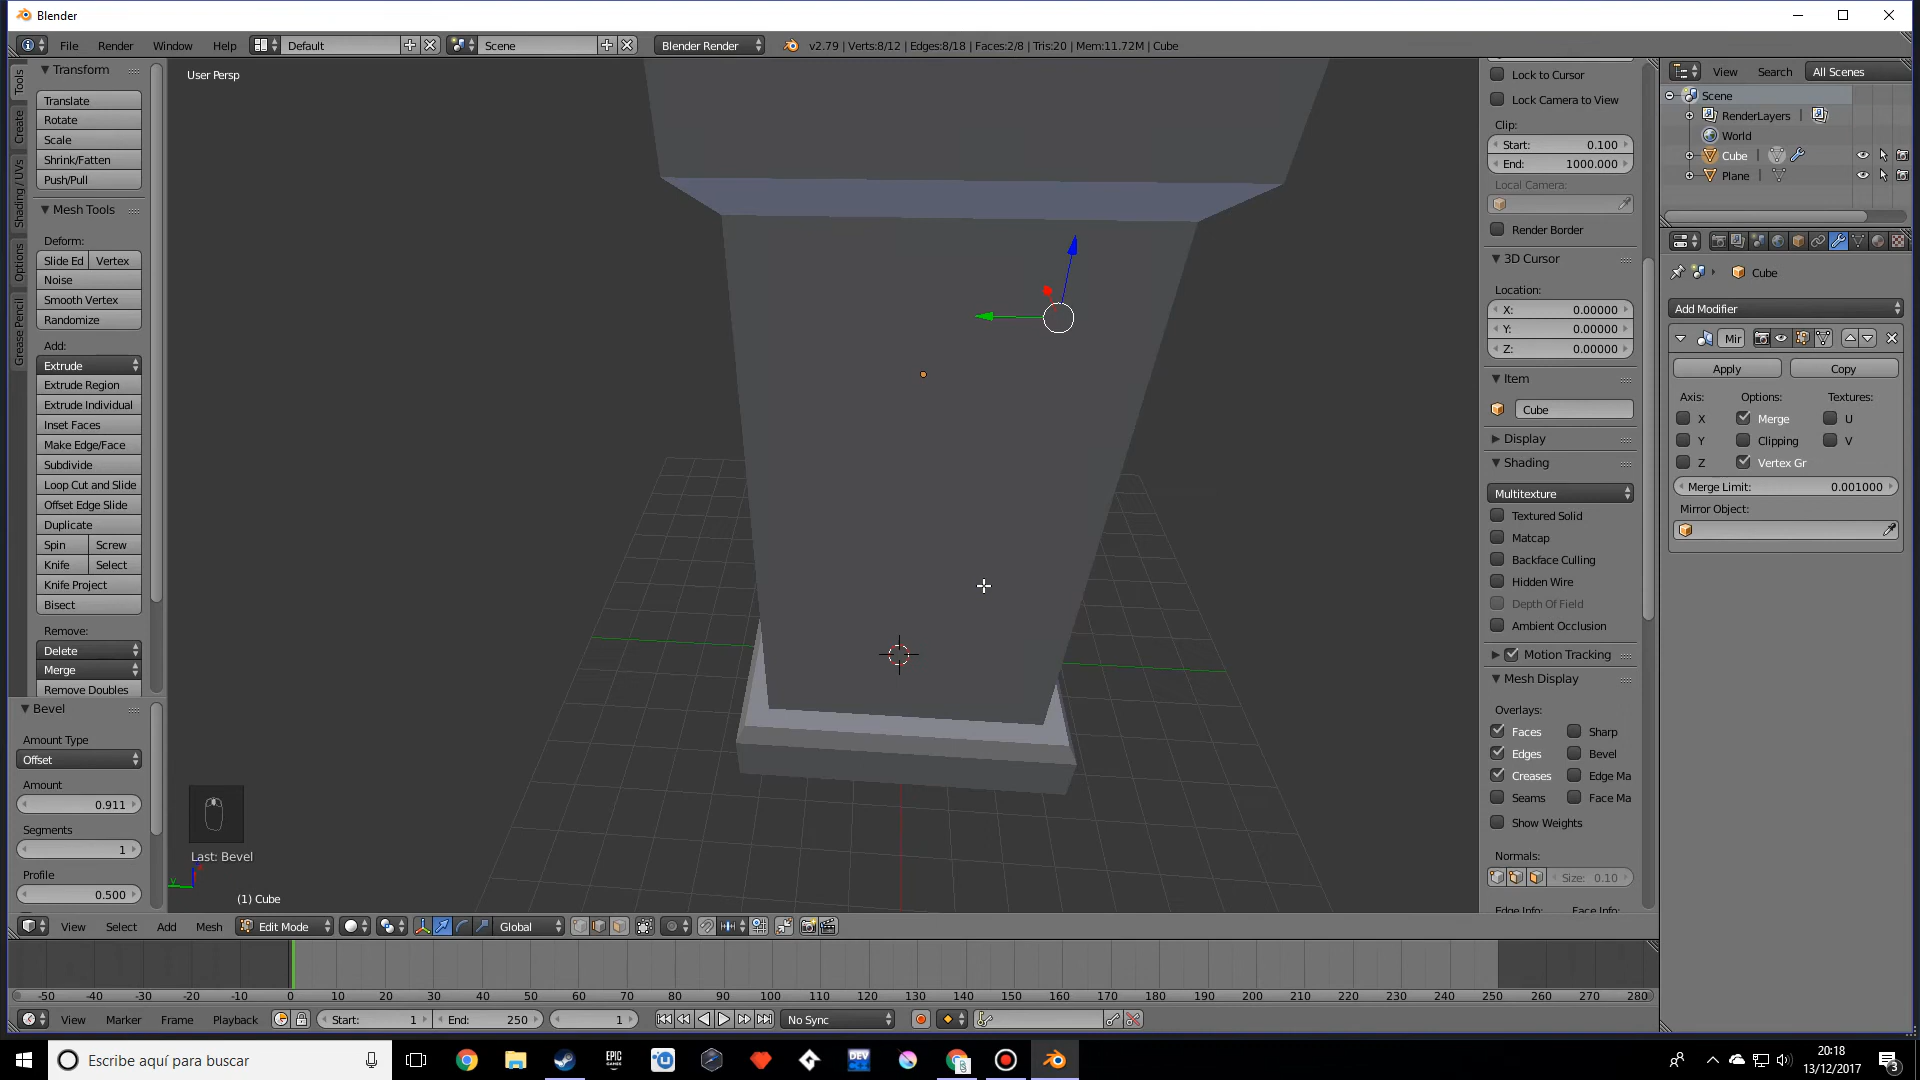 Blender
File Render Window Help Default Scene Blender Render v2.79 | Verts:8/12 | Edges:8/18 | Faces:2/8 | Tris:20 | Mem:11.72M | Cube
Tools
Create
Shading / UVs
Options
Grease Pencil
Transform
Translate
Rotate
Scale
Shrink/Fatten
Push/Pull
Mesh Tools
Deform:
Slide Ed Vertex
Noise
Smooth Vertex
Randomize
Add:
Extrude
Extrude Region
Extrude Individual
Inset Faces
Make Edge/Face
Subdivide
Loop Cut and Slide
Offset Edge Slide
Duplicate
Spin Screw
Knife Select
Knife Project
Bisect
Remove:
Delete
Merge
Remove Doubles
Bevel
Amount Type
Offset
Amount
0.911
Segments
1
Profile
0.500
User Persp
Last: Bevel
(1) Cube
Lock to Cursor
Lock Camera to View
Clip:
Start: 0.100
End: 1000.000
Local Camera:
Render Border
3D Cursor
Location:
X: 0.00000
Y: 0.00000
Z: 0.00000
Item
Cube
Display
Shading
Multitexture
Textured Solid
Matcap
Backface Culling
Hidden Wire
Depth Of Field
Ambient Occlusion
Motion Tracking
Mesh Display
Overlays:
Faces Sharp
Edges Bevel
Creases Edge Ma
Seams Face Ma
Show Weights
Normals:
Size: 0.10
Edge Info: Face Info:
View Search All Scenes
Scene
RenderLayers
World
Cube
Plane
Cube
Add Modifier
Mir
Apply Copy
Axis: Options: Textures:
X Merge U
Y Clipping V
Z Vertex Gr
Merge Limit: 0.001000
Mirror Object:
View Select Add Mesh Edit Mode Global
-50 -40 -30 -20 -10 0 10 20 30 40 50 60 70 80 90 100 110 120 130 140 150 160 170 180 190 200 210 220 230 240 250 260 270 280
View Marker Frame Playback Start: 1 End: 250 1 No Sync
Escribe aquí para buscar
EPIC GAMES
DEV
20:18
13/12/2017
3